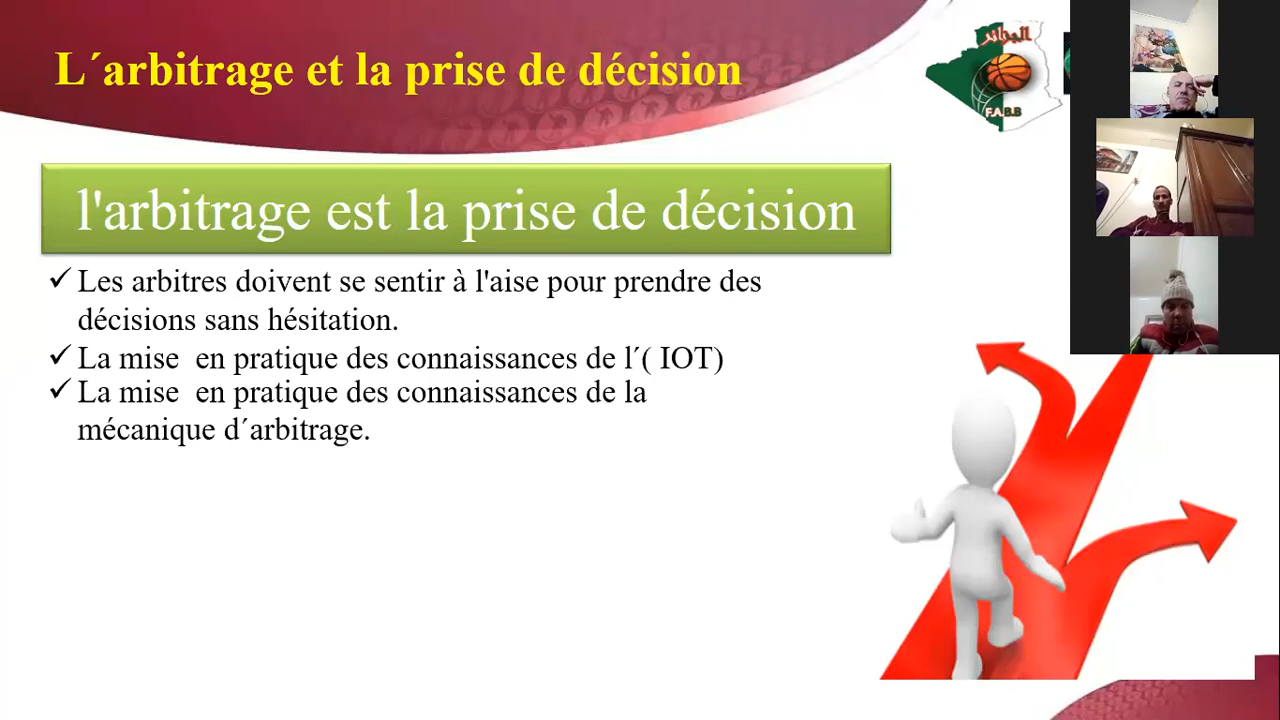 L´arbitrage et la prise de décision
الجزائر
F.A.B.B
l'arbitrage est la prise de décision
Les arbitres doivent se sentir à l'aise pour prendre des
décisions sans hésitation.
La mise  en pratique des connaissances de l´( IOT)
La mise  en pratique des connaissances de la
mécanique d´arbitrage.